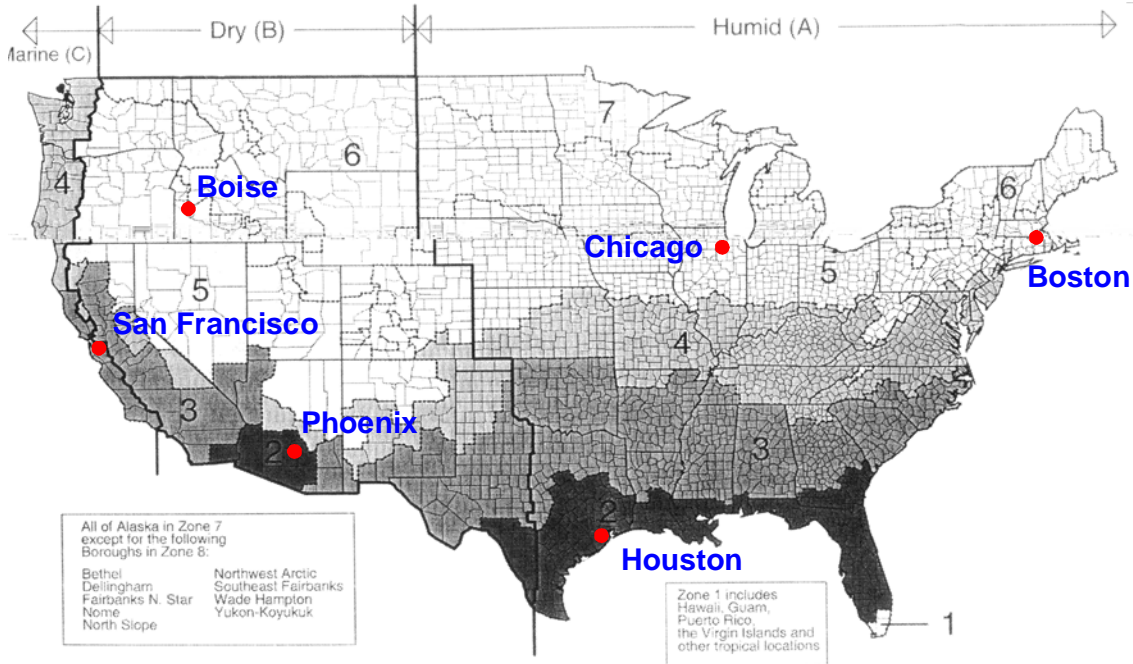 Marine (C)
Dry (B)
Humid (A)
7
6
4
Boise
6
Chicago
Boston
5
5
San Francisco
4
3
Phoenix
2
3
2
Houston
All of Alaska in Zone 7
except for the following
Boroughs in Zone 8:
Bethel
Dellingham
Fairbanks N. Star
Nome
North Slope
Northwest Arctic
Southeast Fairbanks
Wade Hampton
Yukon-Koyukuk
Zone 1 includes
Hawaii, Guam,
Puerto Rico,
the Virgin Islands and
other tropical locations
1